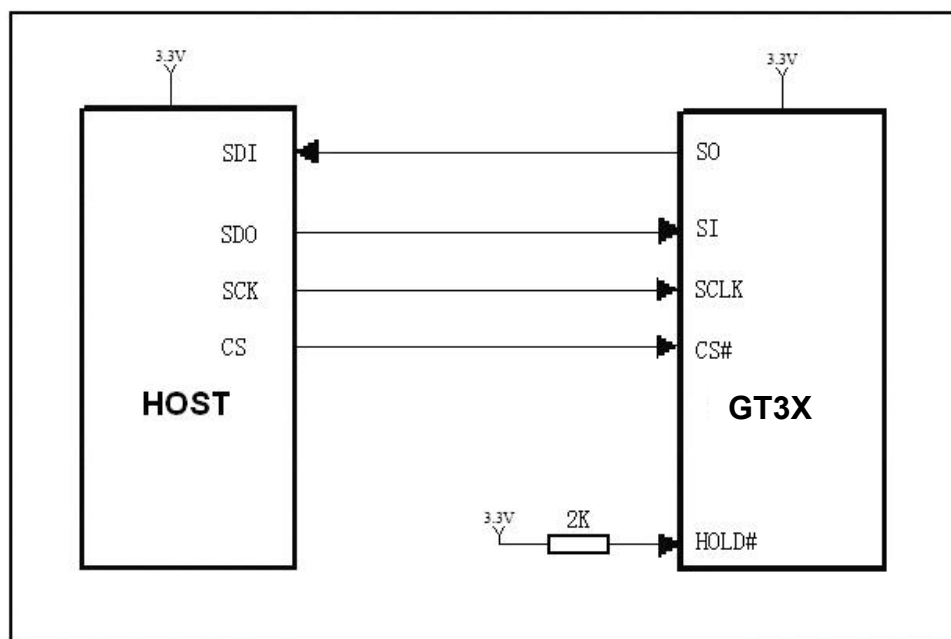 3.3V
3.3V
SDI
SO
SDO
SI
SCK
SCLK
CS
CS#
HOST
GT3X
3.3V
2K
HOLD#